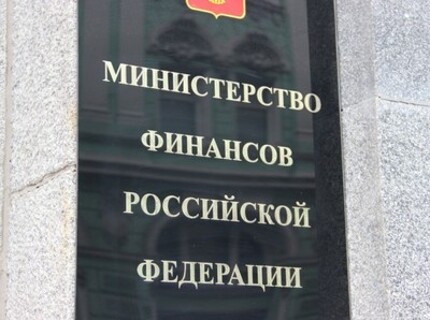 МИНИСТЕРСТВО
ФИНАНСОВ
РОССИЙСКОЙ
ФЕДЕРАЦИИ